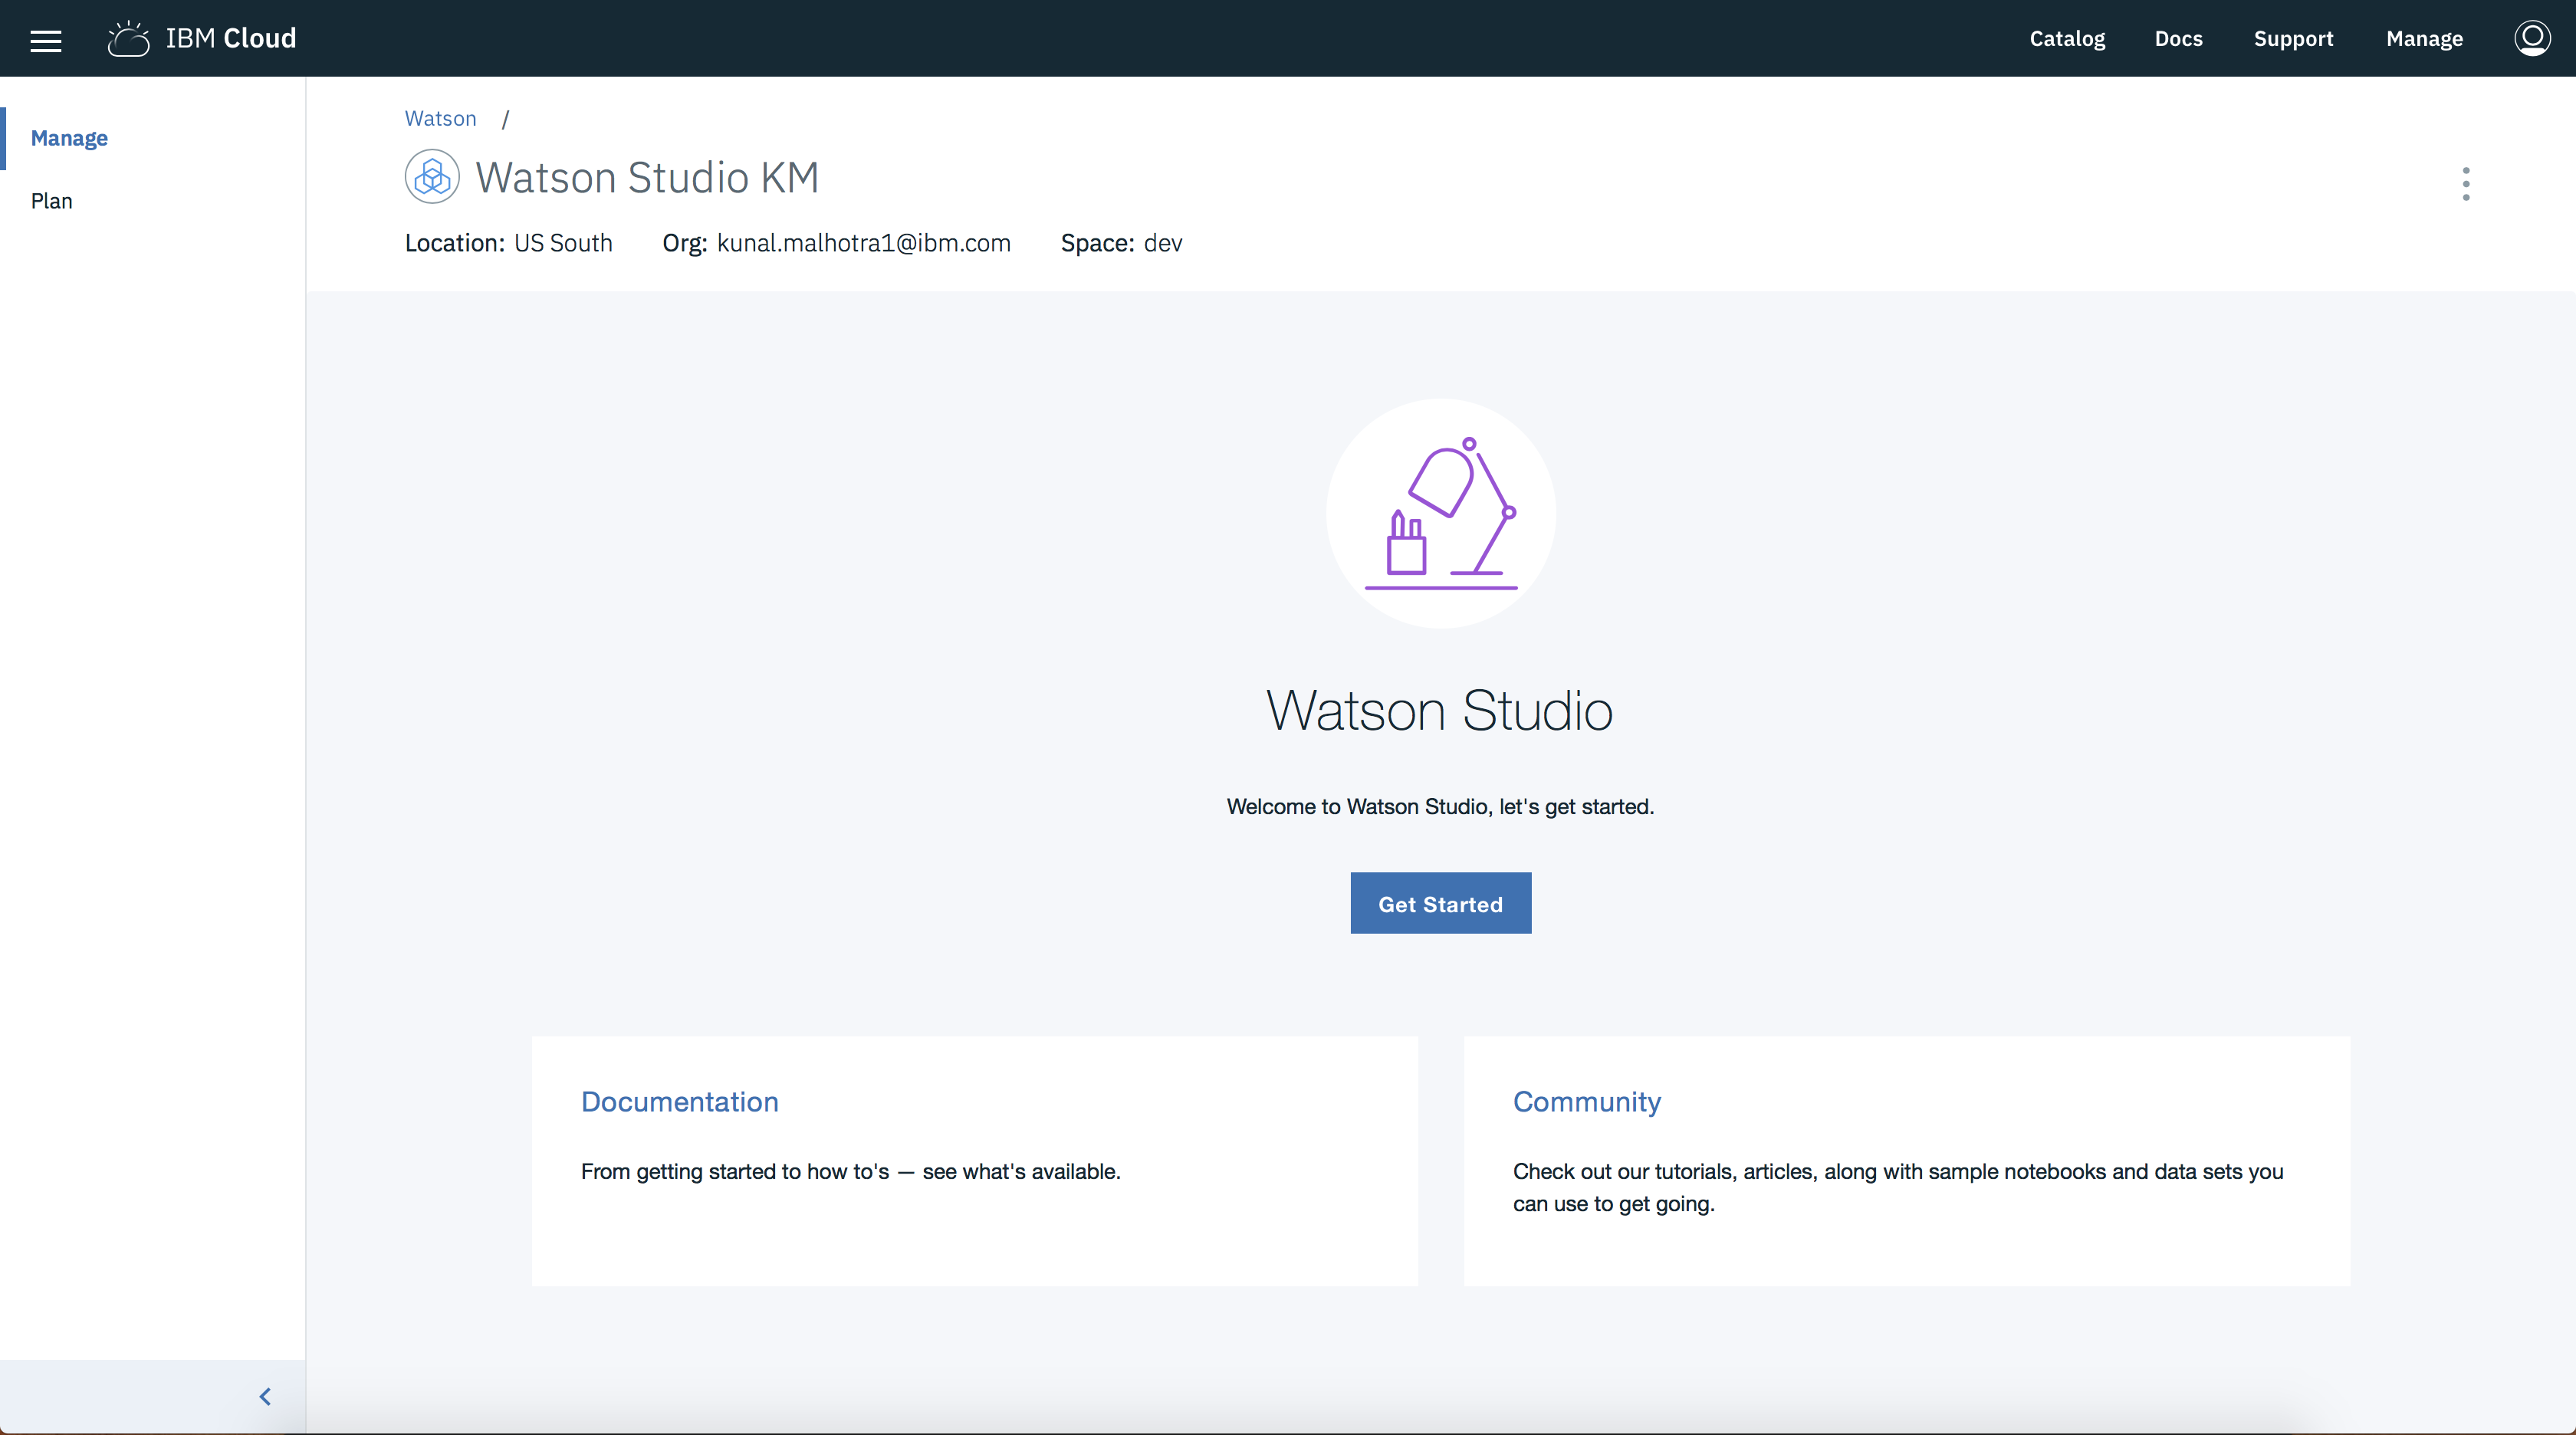 IBM Cloud
Catalog Docs Support Manage
Manage
Plan
Watson /
Watson Studio KM
Location: US South Org: kunal.malhotra1@ibm.com Space: dev
Watson Studio
Welcome to Watson Studio, let's get started.
Get Started
Documentation
From getting started to how to's — see what's available.
Community
Check out our tutorials, articles, along with sample notebooks and data sets you
can use to get going.